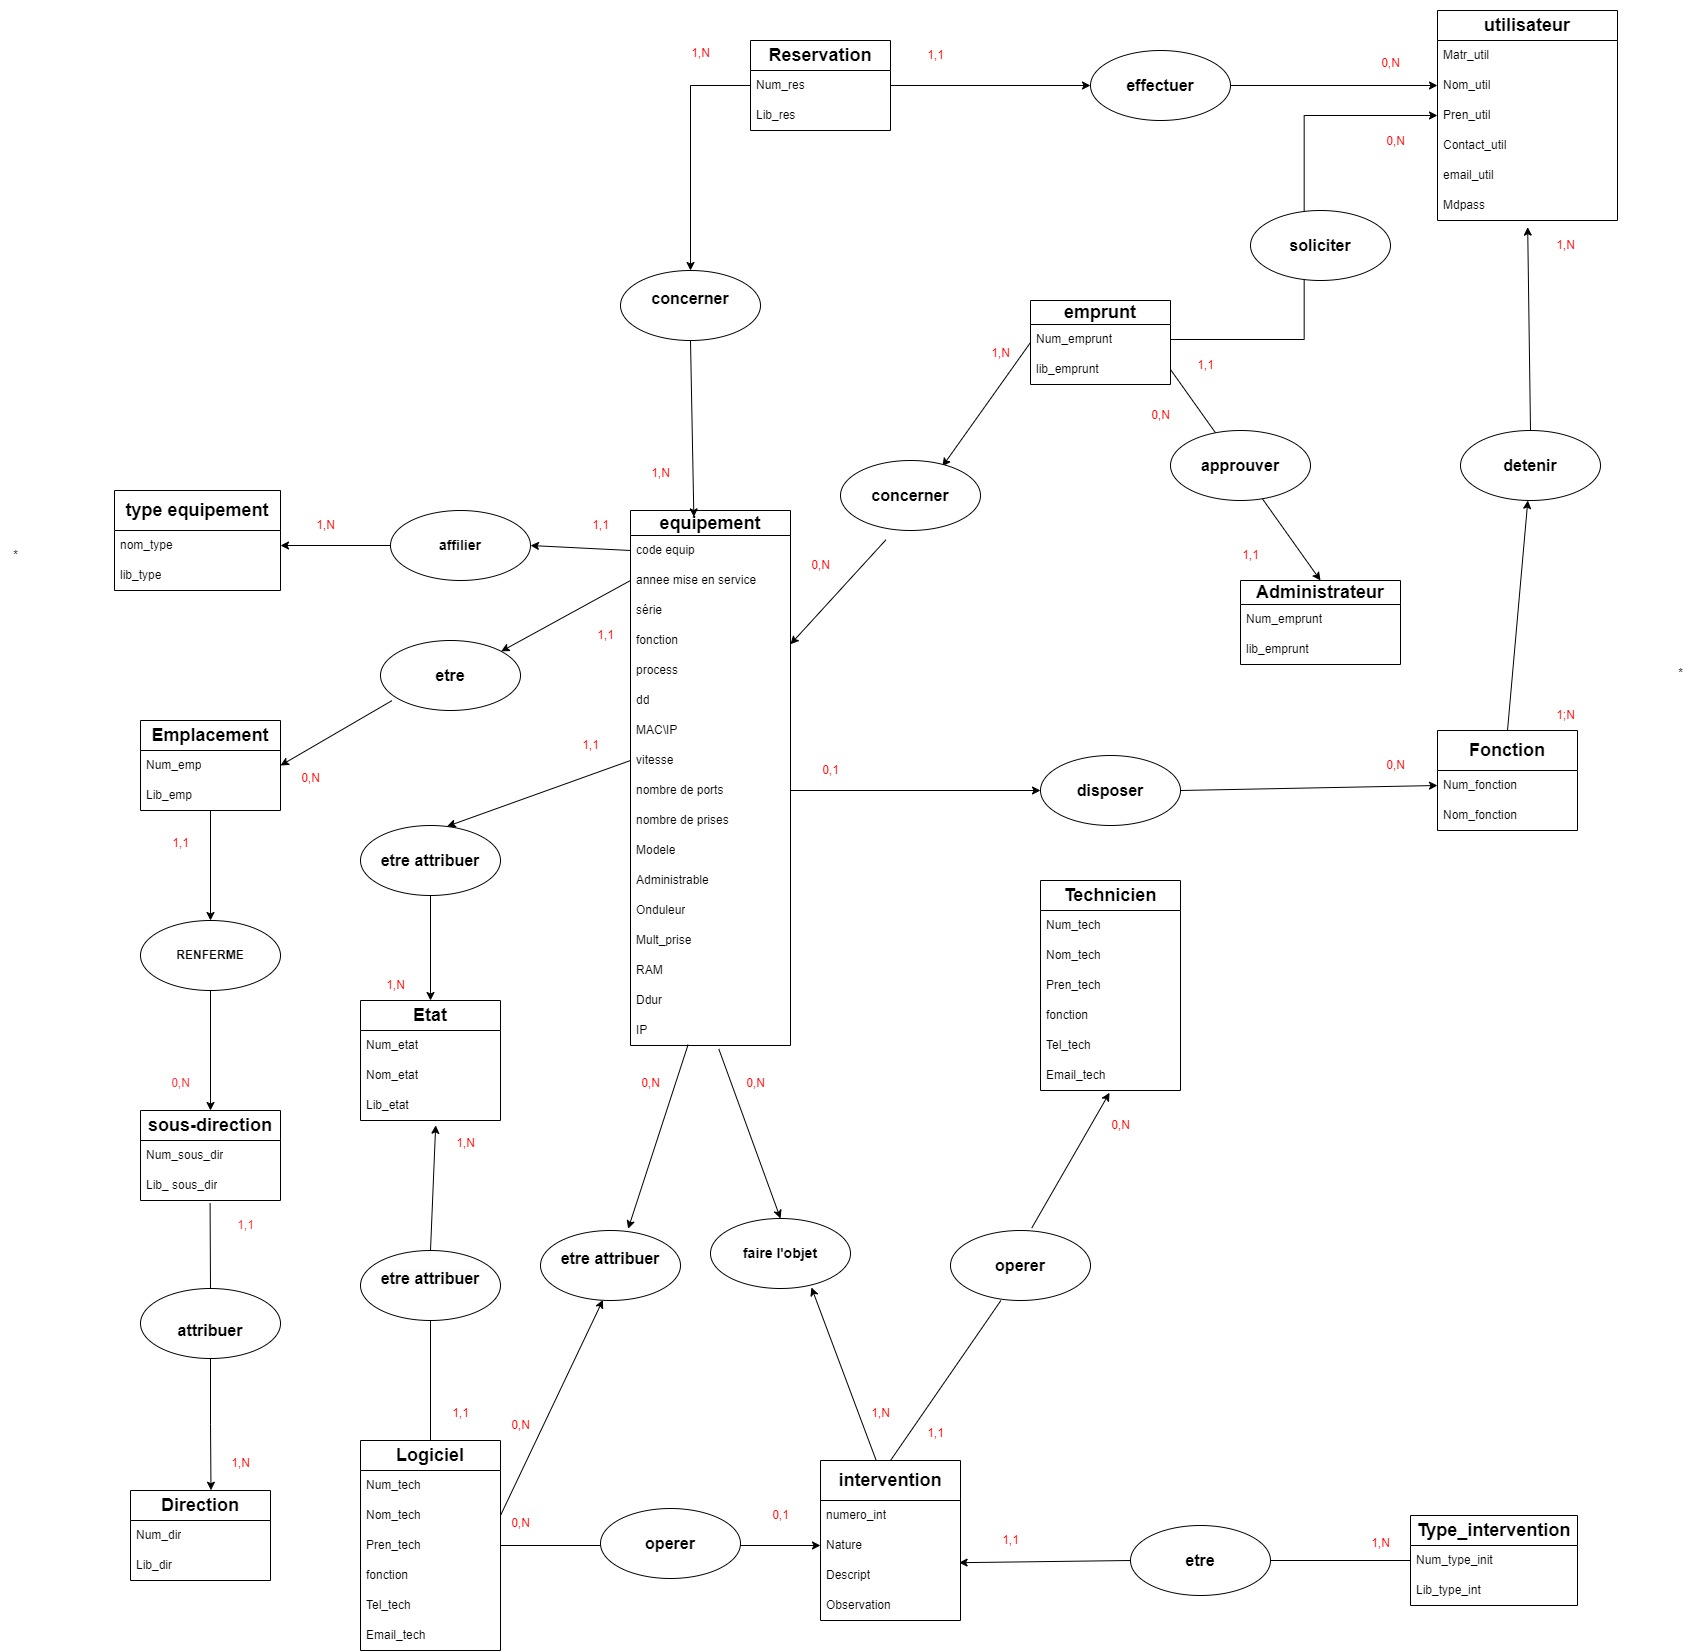 utilisateur
Matr_util
Nom_util
Pren_util
Contact_util
email_util
Mdpass
1,N
Reservation
Num_res
Lib_res
1,1
effectuer
0,N
0,N
soliciter
1,N
concerner
emprunt
Num_emprunt
lib_emprunt
1,N
1,1
0,N
approuver
detenir
concerner
1,N
1,1
Administrateur
Num_emprunt
lib_emprunt
type equipement
nom_type
lib_type
1,N
affilier
1,1
*
equipement
code equip
annee mise en service
série
fonction
process
dd
MAC\IP
vitesse
nombre de ports
nombre de prises
Modele
Administrable
Onduleur
Mult_prise
RAM
Ddur
IP
0,N
1,1
etre
*
Emplacement
Num_emp
Lib_emp
0,N
1,1
1;N
Fonction
Num_fonction
Nom_fonction
0,1
disposer
0,N
1,1
etre attribuer
RENFERME
1,N
Etat
Num_etat
Nom_etat
Lib_etat
Technicien
Num_tech
Nom_tech
Pren_tech
fonction
Tel_tech
Email_tech
0,N
0,N
0,N
sous-direction
Num_sous_dir
Lib_ sous_dir
1,N
0,N
1,1
etre attribuer
etre attribuer
faire l'objet
operer
attribuer
1,1
0,N
1,N
1,1
1,N
Direction
Num_dir
Lib_dir
Logiciel
Num_tech
Nom_tech
Pren_tech
fonction
Tel_tech
Email_tech
0,N
operer
0,1
intervention
numero_int
Nature
Descript
Observation
1,1
etre
1,N
Type_intervention
Num_type_init
Lib_type_int